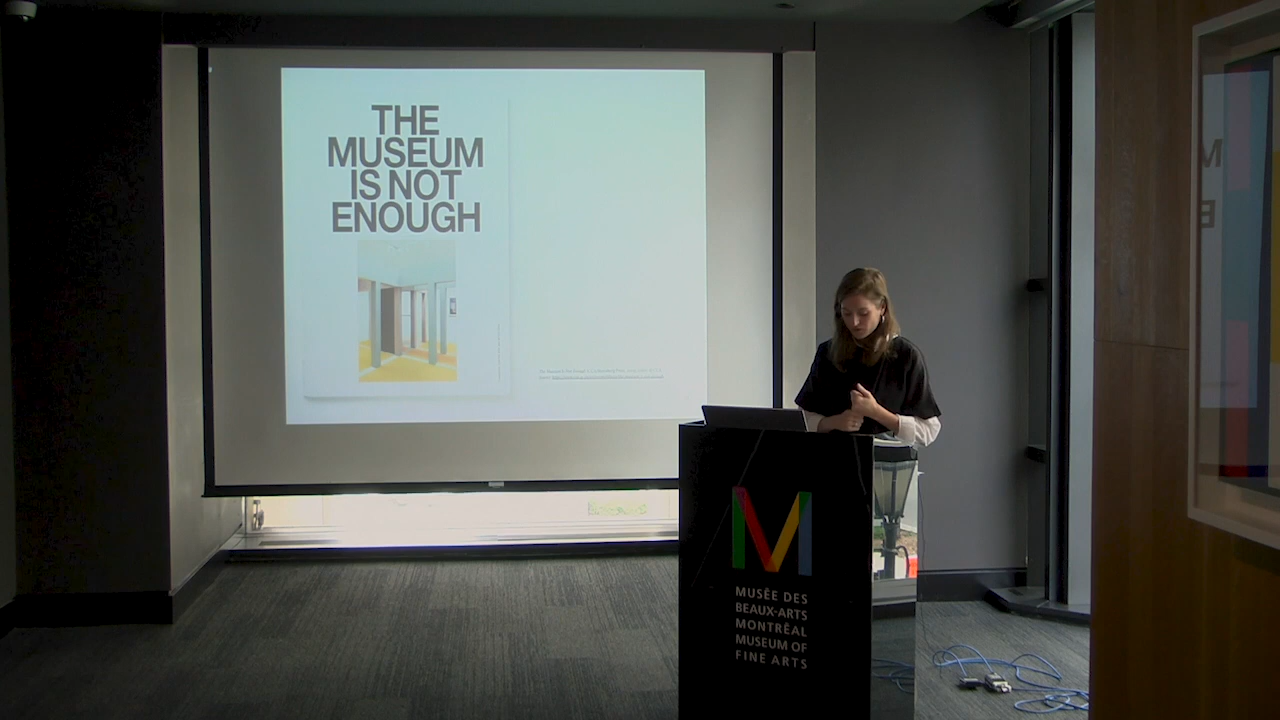 THE
MUSEUM
IS NOT
ENOUGH
MUSÉE DES
BEAUX-ARTS
MONTRÉAL
MUSEUM OF
FINE ARTS